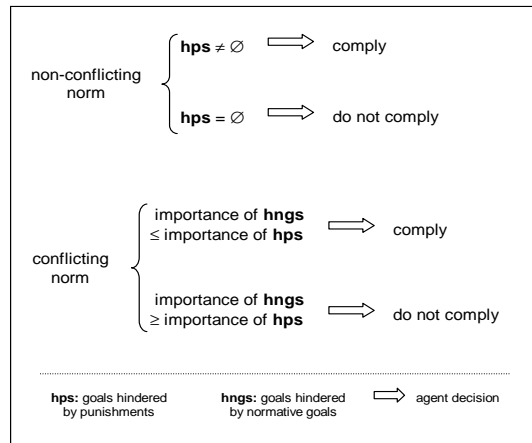 non-conflicting
norm
hps ≠ ∅
comply
hps = ∅
do not comply
conflicting
norm
importance of hngs
≤ importance of hps
comply
importance of hngs
≥ importance of hps
do not comply
hps: goals hindered
by punishments
hngs: goals hindered
by normative goals
agent decision